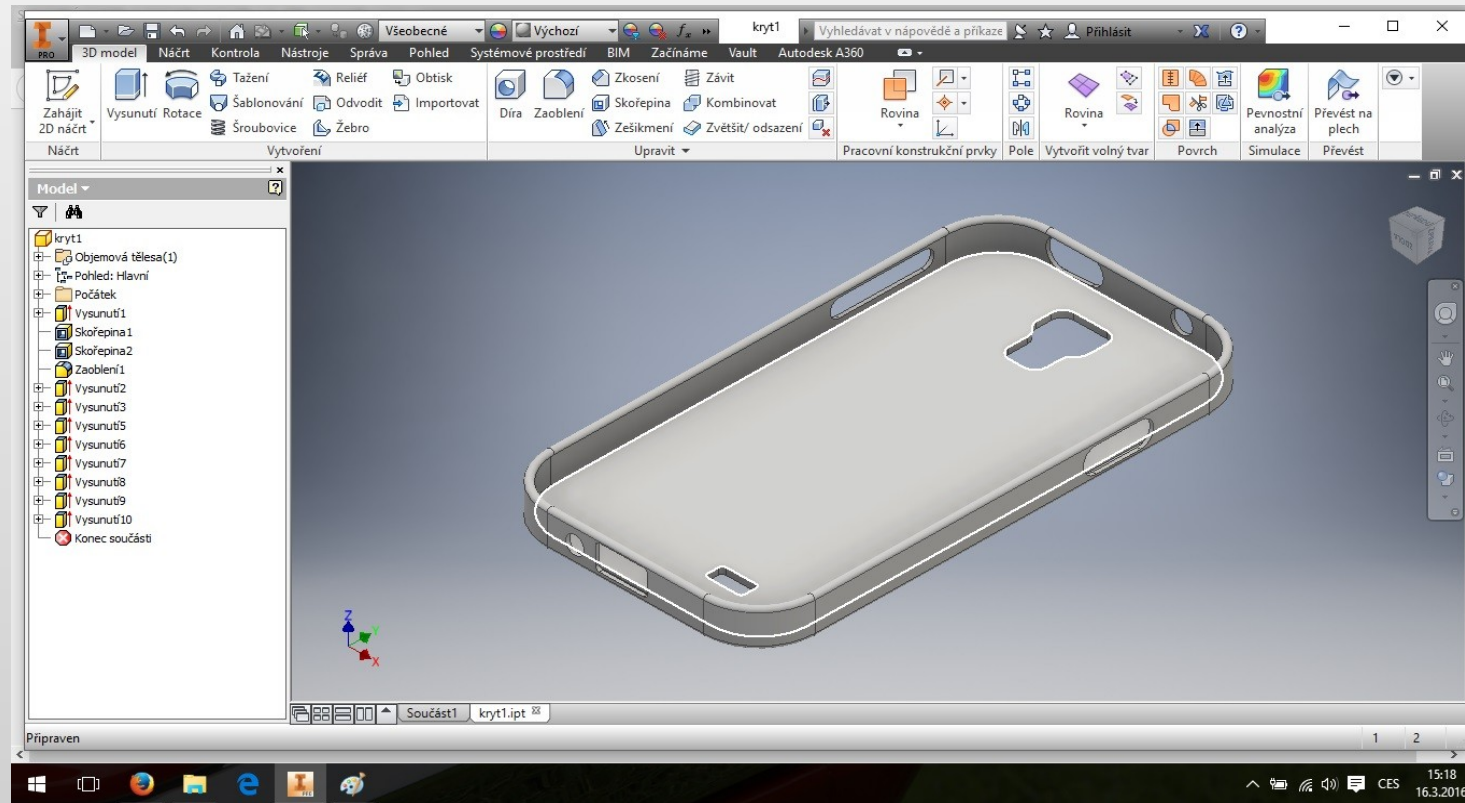 PRO
Všeobecné
Výchozí
kryt1
Vyhledávat v nápovědě a příkaze
Přihlásit
3D model Náčrt Kontrola Nástroje Správa Pohled Systémové prostředí BIM Začínáme Vault Autodesk A360
Zahájit
2D náčrt
Vysunutí Rotace
Tažení Reliéf Obtisk
Šablonování Odvodit Importovat
Šroubovice Žebro
Díra Zaoblení
Zkosení Závit
Skořepina Kombinovat
Zešikmení Zvětšit/ odsazení
Rovina
Rovina
Pevnostní
analýza
Převést na
plech
Náčrt Vytvoření Upravit Pracovní konstrukční prvky Pole Vytvořit volný tvar Povrch Simulace Převést
Model
kryt1
Objemová tělesa(1)
Pohled: Hlavní
Počátek
Vysunutí1
Skořepina1
Skořepina2
Zaoblení1
Vysunutí2
Vysunutí3
Vysunutí5
Vysunutí6
Vysunutí7
Vysunutí8
Vysunutí9
Vysunutí10
Konec součásti
Z
Y
X
Součást1 kryt1.ipt
Připraven
1 2
CES
15:18
16.3.2016